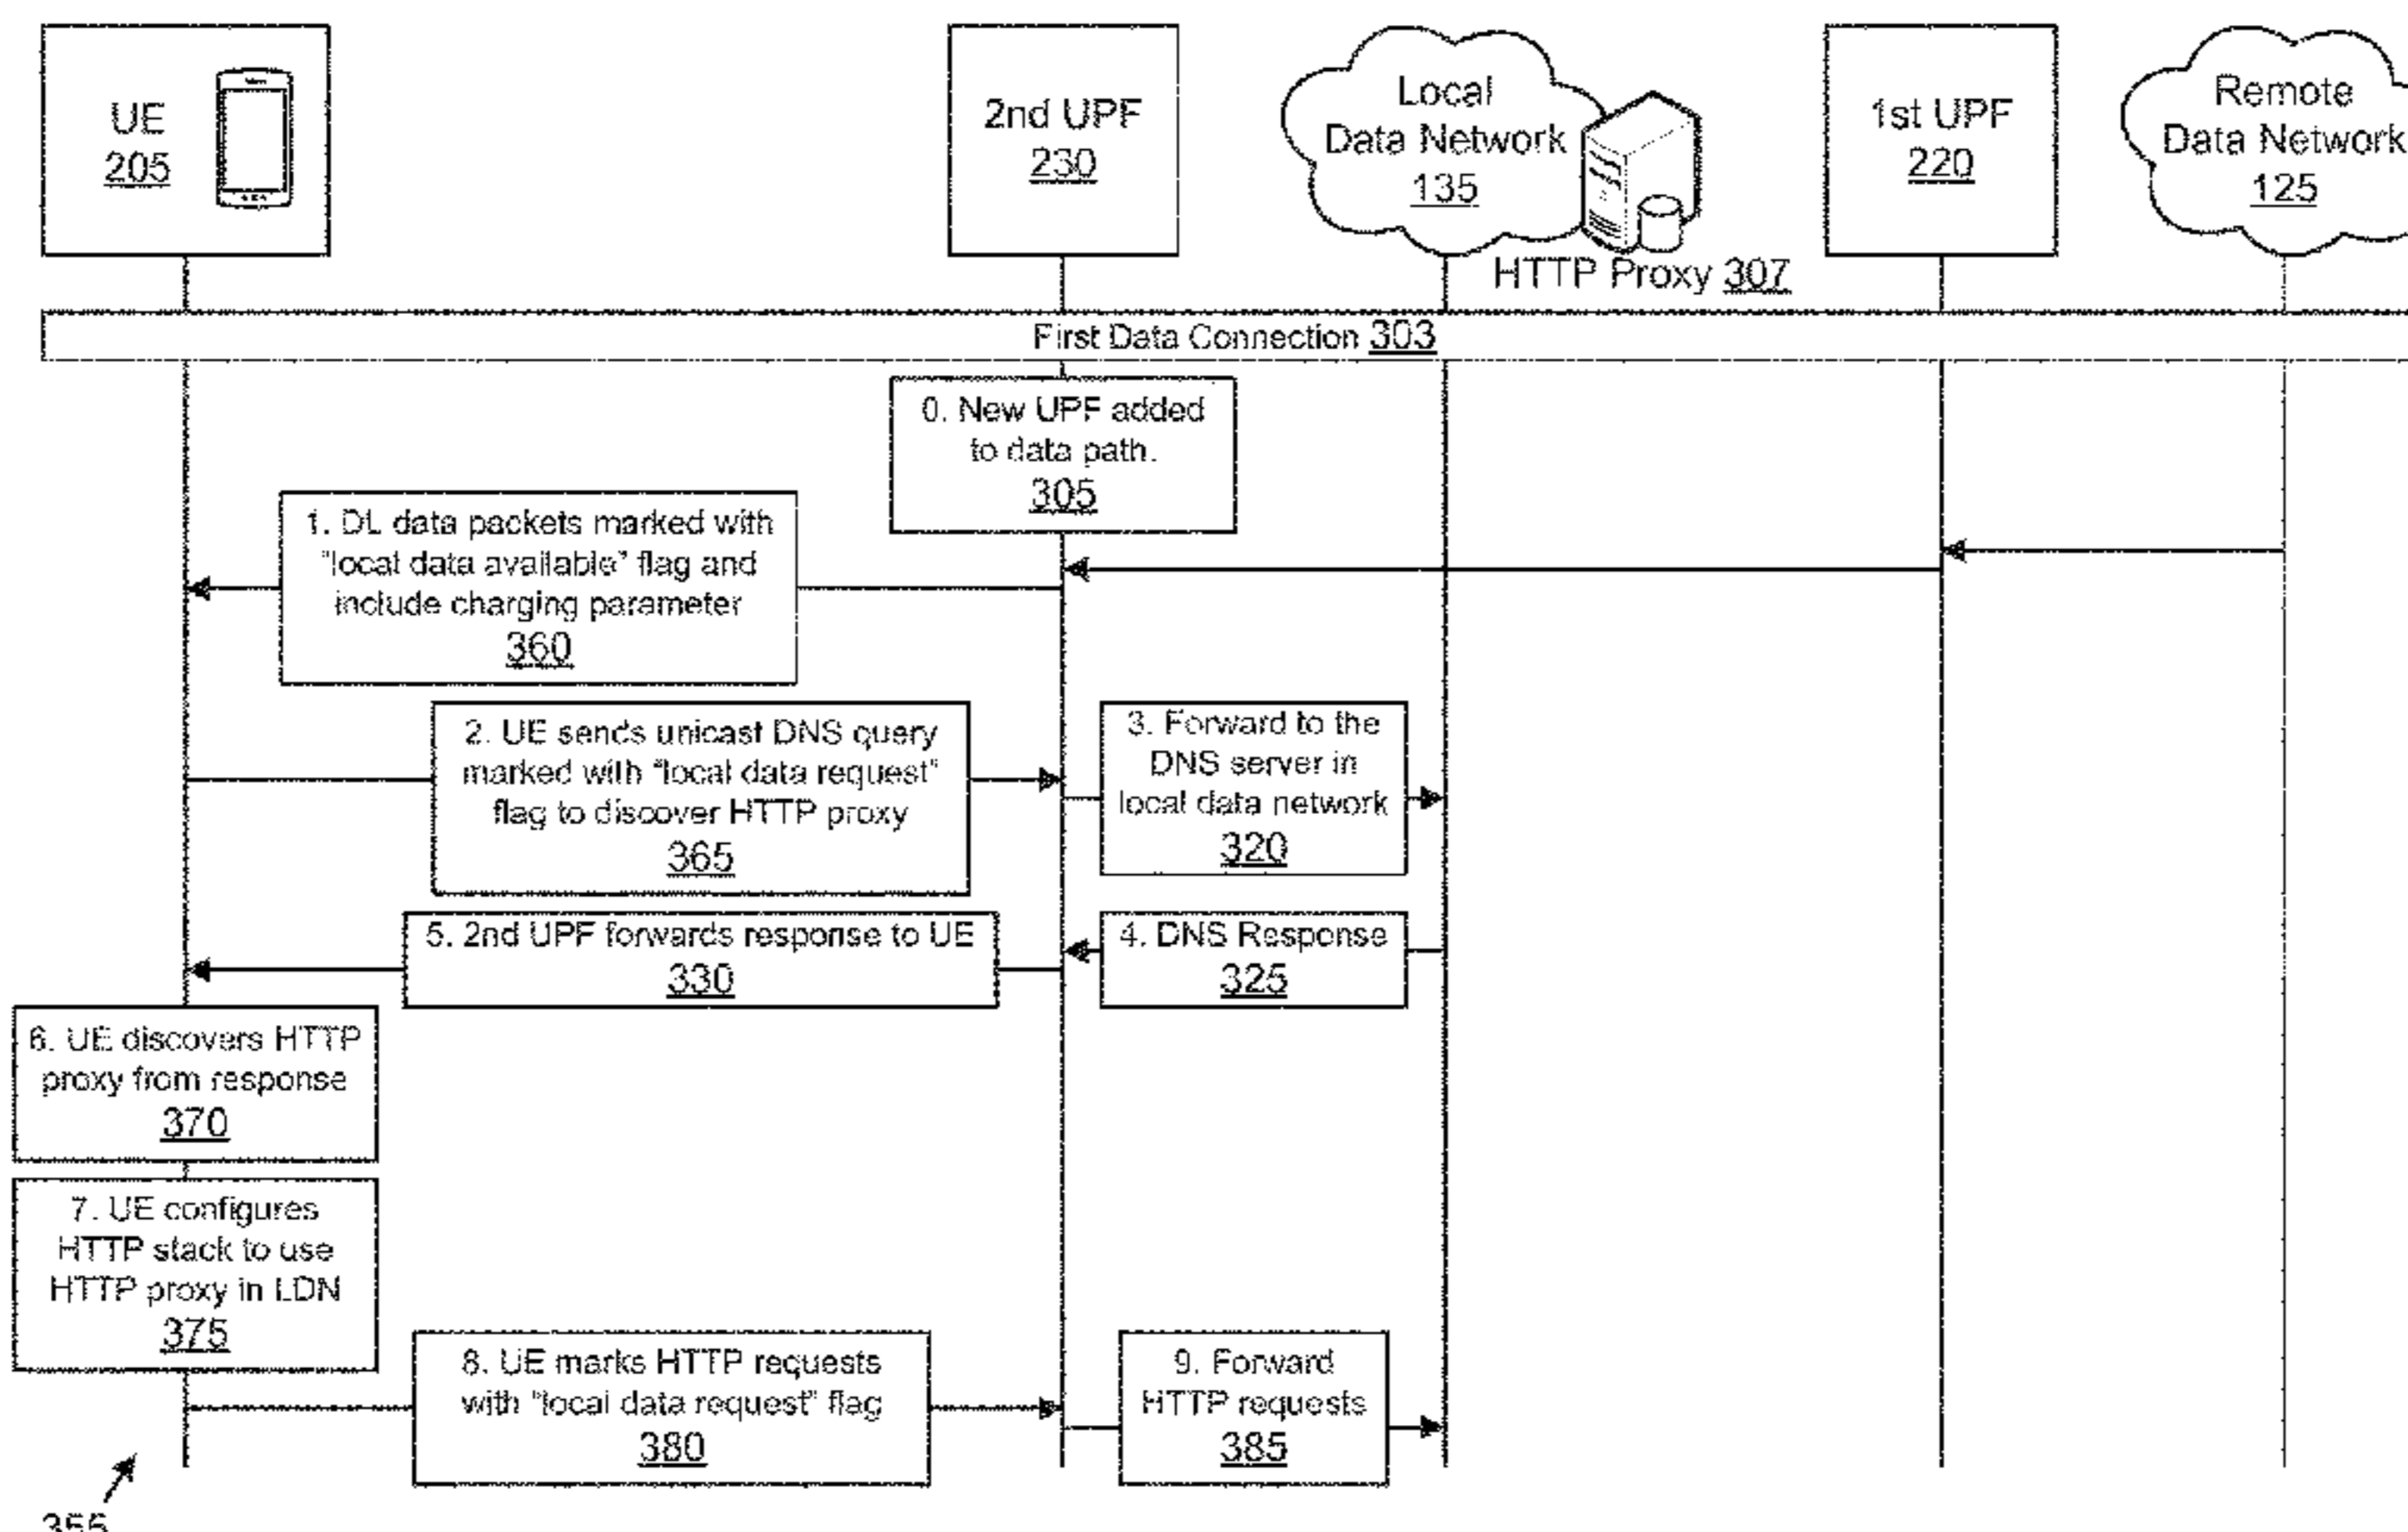 UE
205
2nd UPF
230
Local
Data Network
135
HTTP Proxy 307
1st UPF
220
Remote
Data Network
125
First Data Connection 303
0. New UPF added
to data path.
305
1. DL data packets marked with
"local data available" flag and
include charging parameter
360
2. UE sends unicast DNS query
marked with "local data request"
flag to discover HTTP proxy
365
3. Forward to the
DNS server in
local data network
320
5. 2nd UPF forwards response to UE
330
4. DNS Response
325
6. UE discovers HTTP
proxy from response
370
7. UE configures
HTTP stack to use
HTTP proxy in LDN
375
8. UE marks HTTP requests
with "local data request" flag
380
9. Forward
HTTP requests
385
355